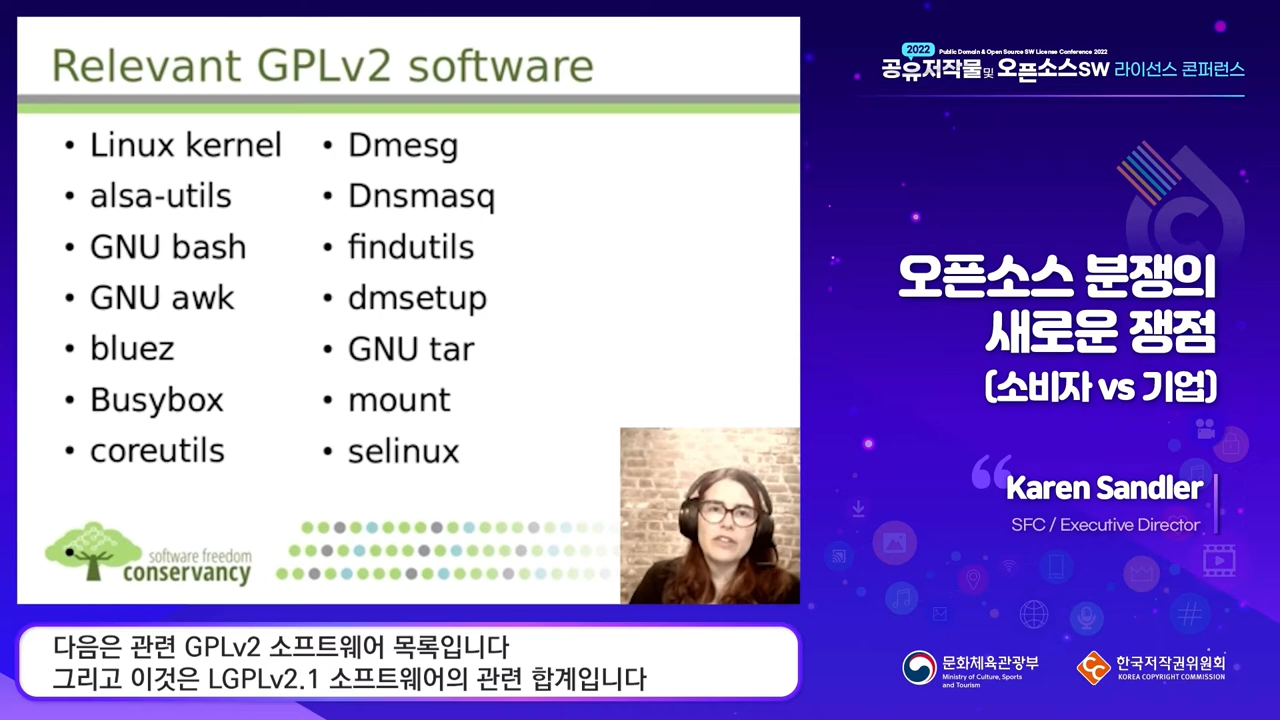 Relevant GPLv2 software
• Linux kernel
• alsa-utils
• GNU bash
• GNU awk
• bluez
• Busybox
• coreutils
• Dmesg
• Dnsmasq
• findutils
• dmsetup
• GNU tar
• mount
• selinux
software freedom
conservancy
다음은 관련 GPLv2 소프트웨어 목록입니다
그리고 이것은 LGPLv2.1 소프트웨어의 관련 합계입니다
2022 Public Domain & Open Source SW License Conference 2022
공유저작물 및 오픈소스SW 라이선스 컨퍼런스
오픈소스 분쟁의
새로운 쟁점
(소비자 vs 기업)
“
Karen Sandler
SFC / Executive Director
문화체육관광부
Ministry of Culture, Sports
and Tourism
한국저작권위원회
KOREA COPYRIGHT COMMISSION